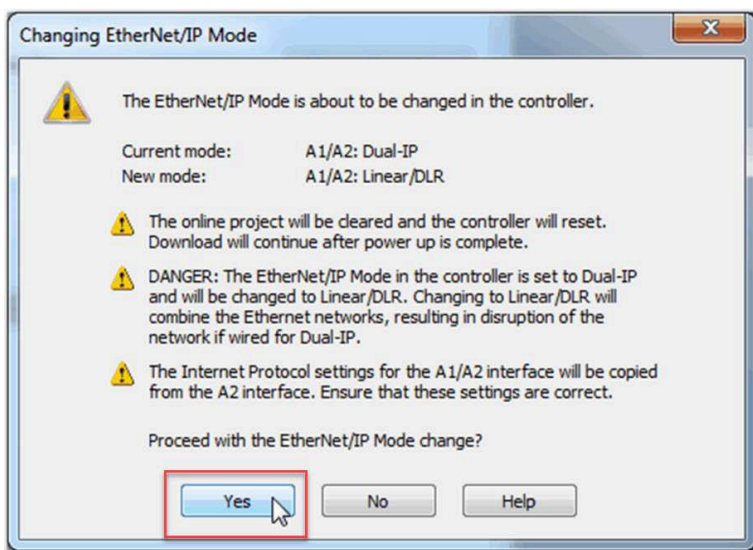 Changing EtherNet/IP Mode
The EtherNet/IP Mode is about to be changed in the controller.
Current mode: A1/A2: Dual-IP
New mode: A1/A2: Linear/DLR
The online project will be cleared and the controller will reset.
Download will continue after power up is complete.
DANGER: The EtherNet/IP Mode in the controller is set to Dual-IP
and will be changed to Linear/DLR. Changing to Linear/DLR will
combine the Ethernet networks, resulting in disruption of the
network if wired for Dual-IP.
The Internet Protocol settings for the A1/A2 interface will be copied
from the A2 interface. Ensure that these settings are correct.
Proceed with the EtherNet/IP Mode change?
Yes No Help